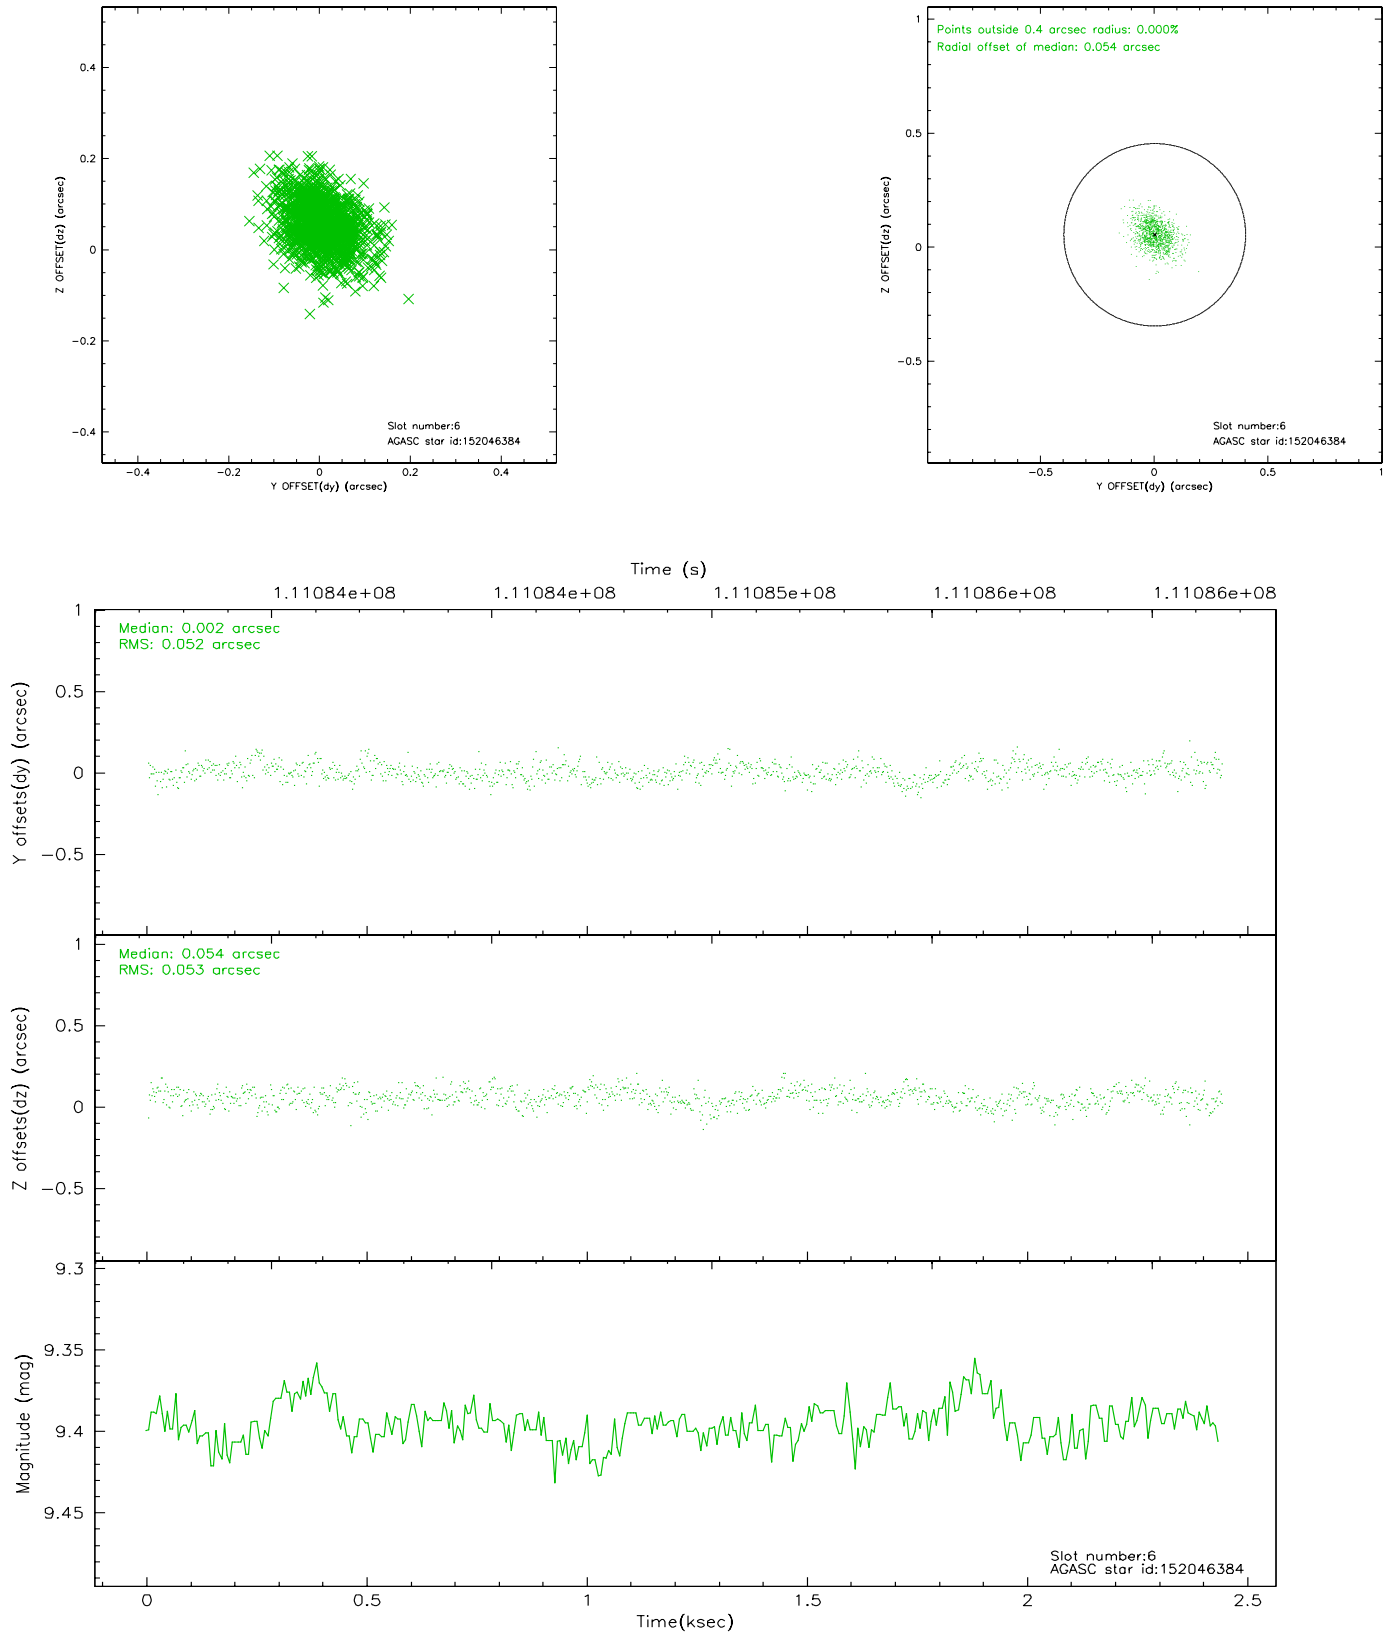 0.4
0.2
0
−0.2
−0.4
Z OFFSET(dz) (arcsec)
Slot number:6
AGASC star id:152046384
−0.4 −0.2 0 0.2 0.4
Y OFFSET(dy) (arcsec)
Points outside 0.4 arcsec radius: 0.000%
Radial offset of median: 0.054 arcsec
1
0.5
0
−0.5
Z OFFSET(dz) (arcsec)
Slot number:6
AGASC star id:152046384
−0.5 0 0.5 1
Y OFFSET(dy) (arcsec)
Time (s)
1.11084e+08 1.11084e+08 1.11085e+08 1.11086e+08 1.11086e+08
Median: 0.002 arcsec
RMS: 0.052 arcsec
1
0.5
0
−0.5
Y offsets(dy) (arcsec)
Median: 0.054 arcsec
RMS: 0.053 arcsec
1
0.5
0
−0.5
Z offsets(dz) (arcsec)
9.3
9.35
9.4
9.45
Magnitude (mag)
Slot number:6
AGASC star id:152046384
0 0.5 1 1.5 2 2.5
Time(ksec)